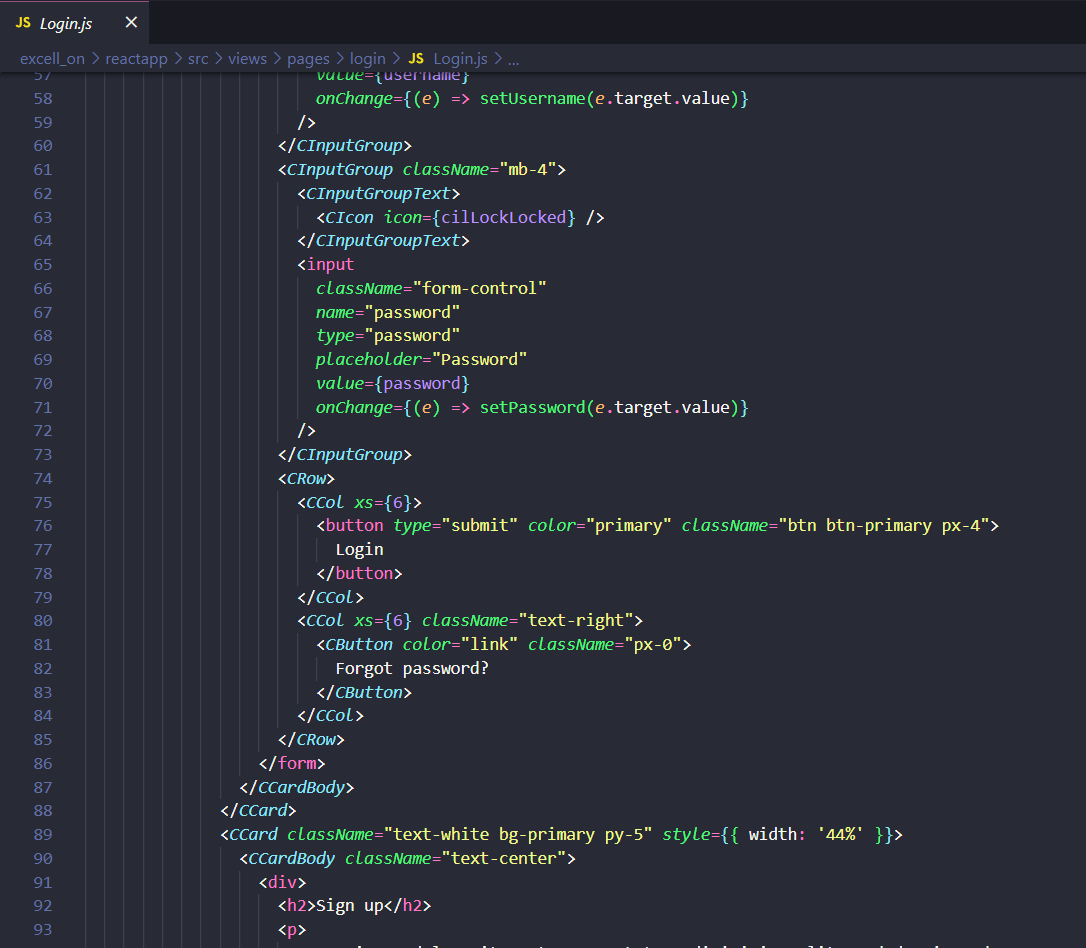 JS Login.js ×
excell_on > reactapp > src > views > pages > login > JS Login.js > ...
57 value={username}
58 onChange={(e) => setUsername(e.target.value)}
59 />
60 </CInputGroup>
61 <CInputGroup className="mb-4">
62 <CInputGroupText>
63 <CIcon icon={cilLockLocked} />
64 </CInputGroupText>
65 <input
66 className="form-control"
67 name="password"
68 type="password"
69 placeholder="Password"
70 value={password}
71 onChange={(e) => setPassword(e.target.value)}
72 />
73 </CInputGroup>
74 <CRow>
75 <CCol xs={6}>
76 <button type="submit" color="primary" className="btn btn-primary px-4">
77 Login
78 </button>
79 </CCol>
80 <CCol xs={6} className="text-right">
81 <CButton color="link" className="px-0">
82 Forgot password?
83 </CButton>
84 </CCol>
85 </CRow>
86 </form>
87 </CCardBody>
88 </CCard>
89 <CCard className="text-white bg-primary py-5" style={{ width: '44%' }}>
90 <CCardBody className="text-center">
91 <div>
92 <h2>Sign up</h2>
93 <p>